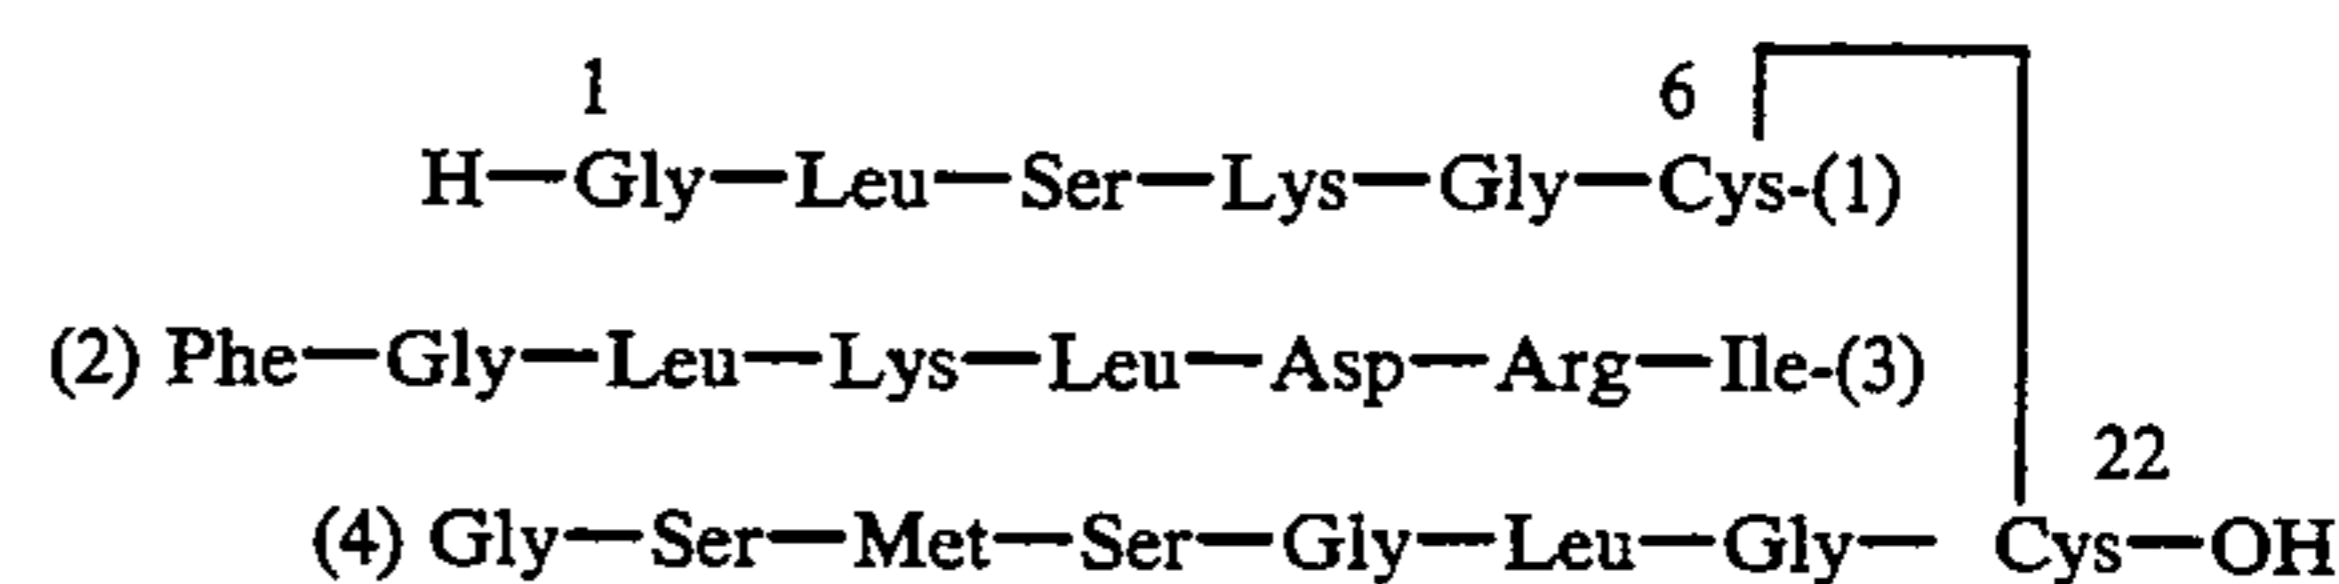 1 6
H—Gly—Leu—Ser—Lys—Gly—Cys-(1)
(2) Phe—Gly—Leu—Lys—Leu—Asp—Arg—Ile-(3)
22
(4) Gly—Ser—Met—Ser—Gly—Leu—Gly— Cys—OH